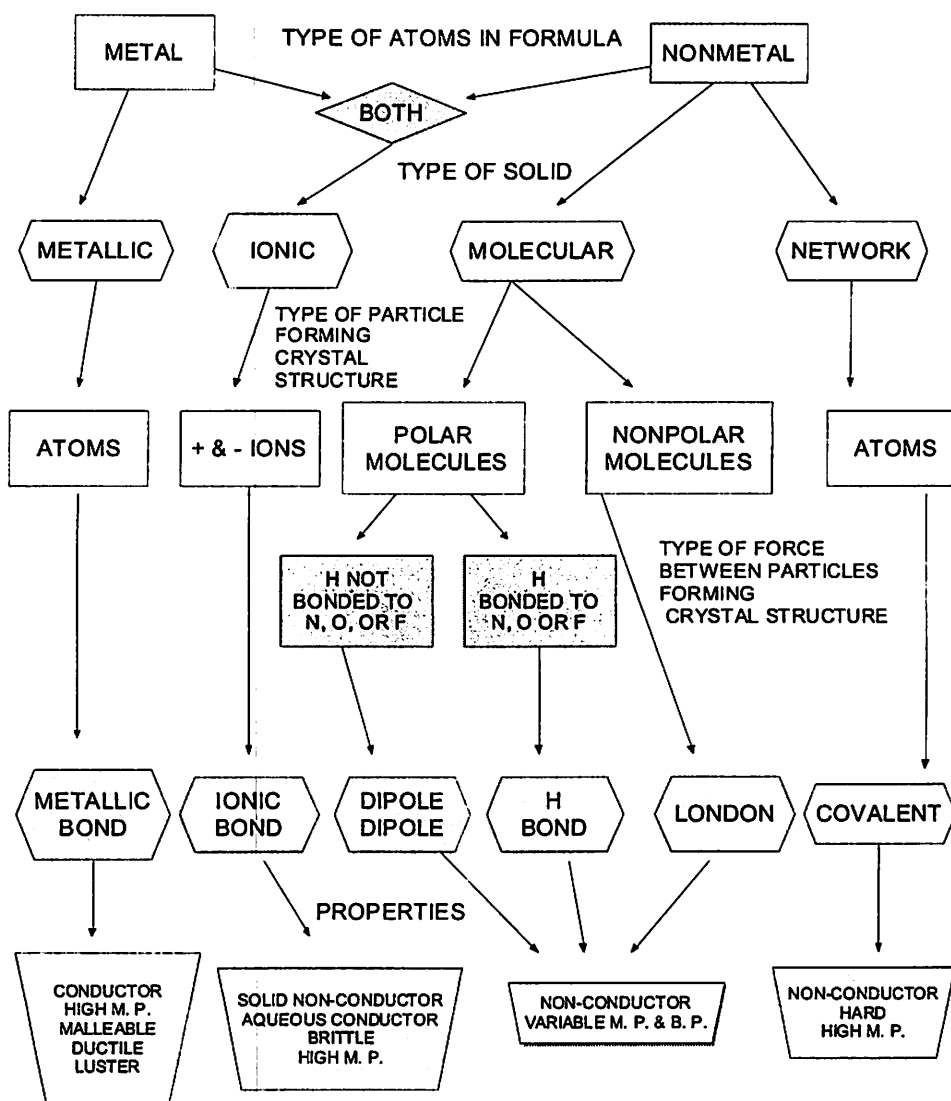 TYPE OF ATOMS IN FORMULA
METAL
NONMETAL
BOTH
TYPE OF SOLID
METALLIC
IONIC
MOLECULAR
NETWORK
TYPE OF PARTICLE
FORMING
CRYSTAL
STRUCTURE
ATOMS
+ & - IONS
POLAR
MOLECULES
NONPOLAR
MOLECULES
ATOMS
H NOT
BONDED TO
N, O, OR F
H
BONDED TO
N, O OR F
TYPE OF FORCE
BETWEEN PARTICLES
FORMING
CRYSTAL STRUCTURE
METALLIC
BOND
IONIC
BOND
DIPOLE
DIPOLE
H
BOND
LONDON
COVALENT
PROPERTIES
CONDUCTOR
HIGH M. P.
MALLEABLE
DUCTILE
LUSTER
SOLID NON-CONDUCTOR
AQUEOUS CONDUCTOR
BRITTLE
HIGH M. P.
NON-CONDUCTOR
VARIABLE M. P. & B. P.
NON-CONDUCTOR
HARD
HIGH M. P.